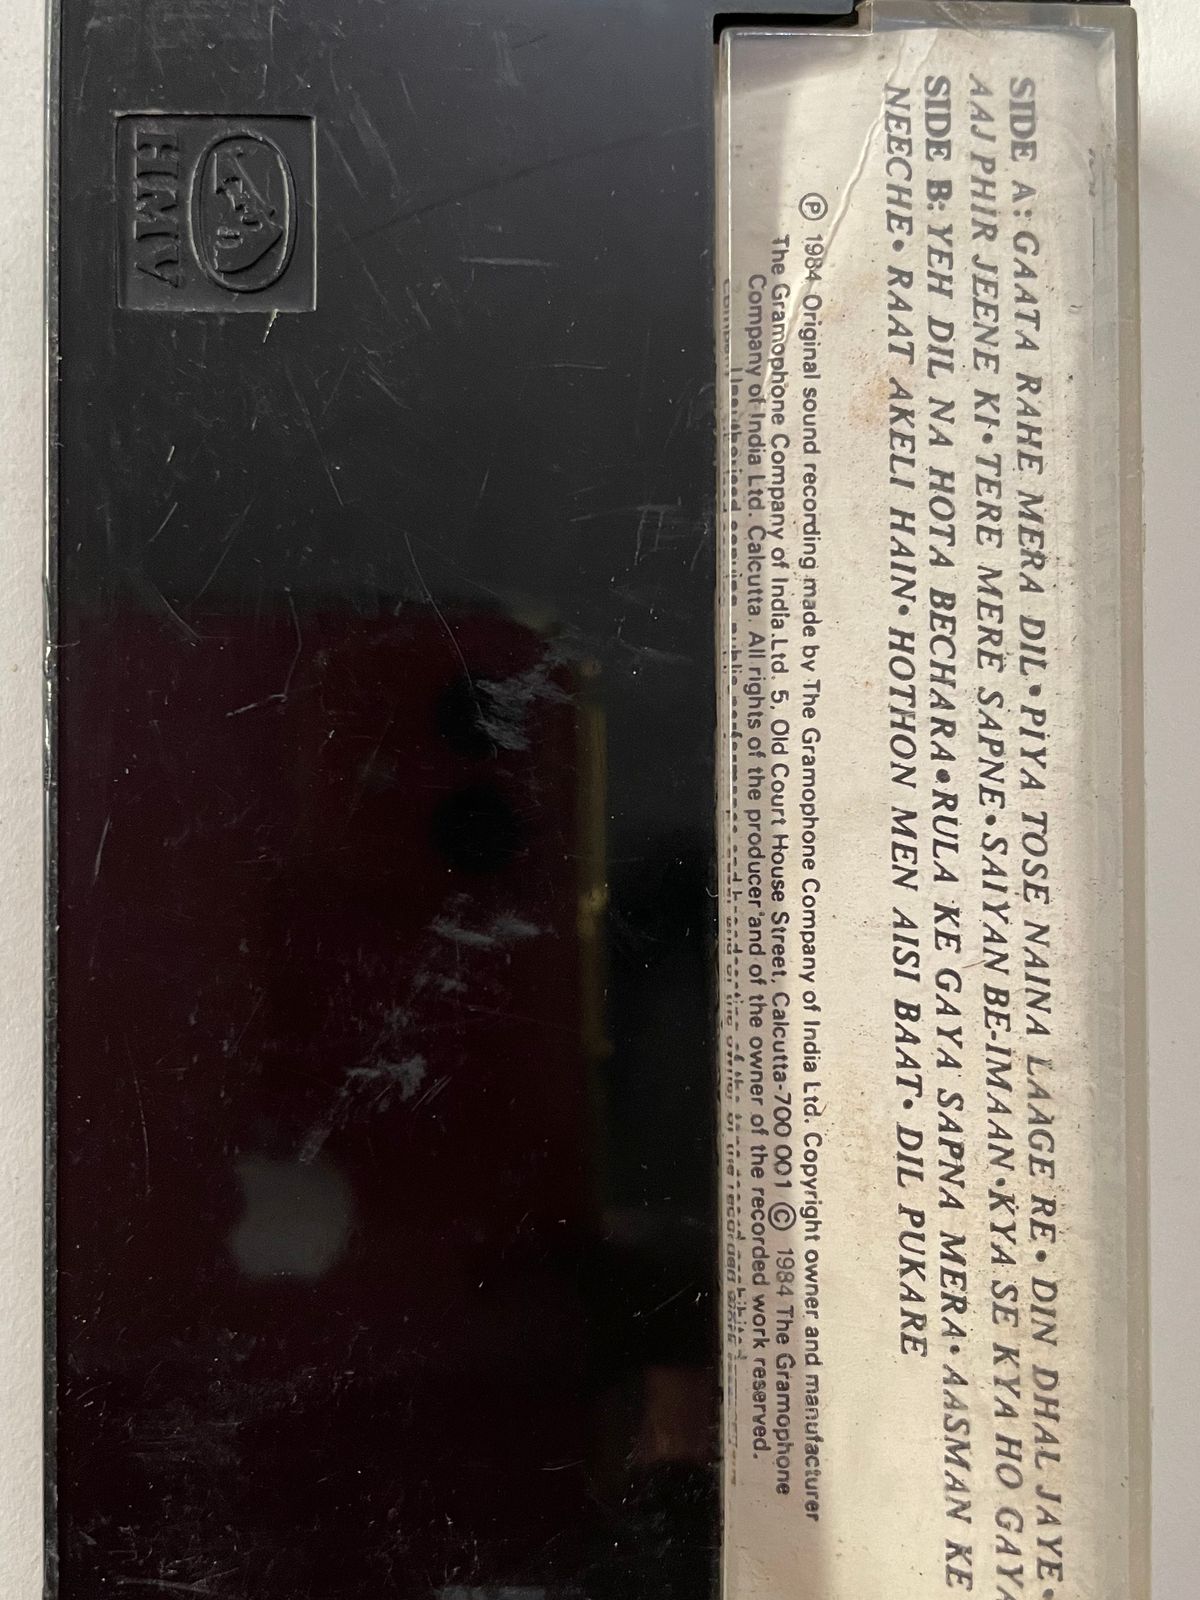 SIDE A: GAATA RAHE MERA DIL • PIYA TOSE NAINA LAAGE RE • DIN DHAL JAYE •
AAJ PHIR JEENE KI • TERE MERE SAPNE • SAIYAN BE-IMAAN • KYA SE KYA HO GAYA
SIDE B: YEH DIL NA HOTA BECHARA • RULA KE GAYA SAPNA MERA • AASMAN KE
NEECHE • RAAT AKELI HAIN • HOTHON MEN AISI BAAT • DIL PUKARE
℗ 1984 Original sound recording made by The Gramophone Company of India Ltd. Copyright owner and manufacturer
The Gramophone Company of India Ltd. 5, Old Court House Street, Calcutta-700 001 © 1984 The Gramophone
Company of India Ltd. Calcutta. All rights of the producer and of the owner of the recorded work reserved.
HMV